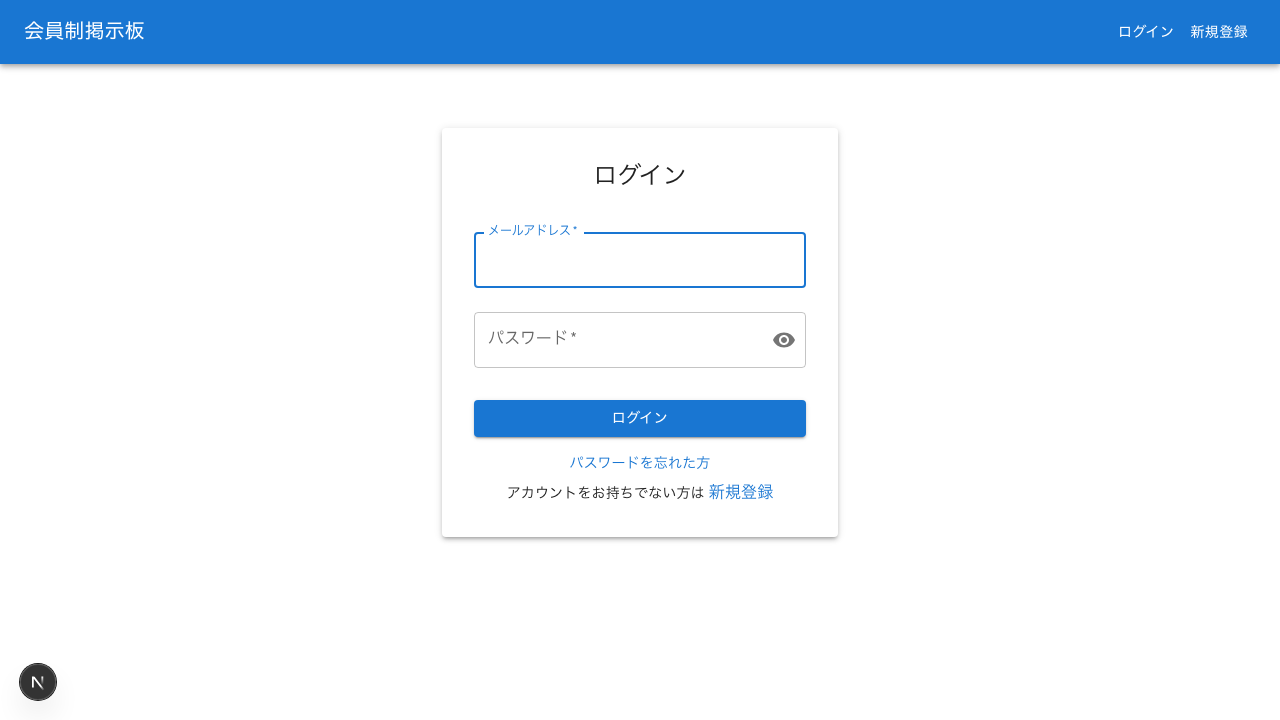 会員制掲示板
ログイン 新規登録
ログイン
メールアドレス *
パスワード *
ログイン
パスワードを忘れた方
アカウントをお持ちでない方は 新規登録
N